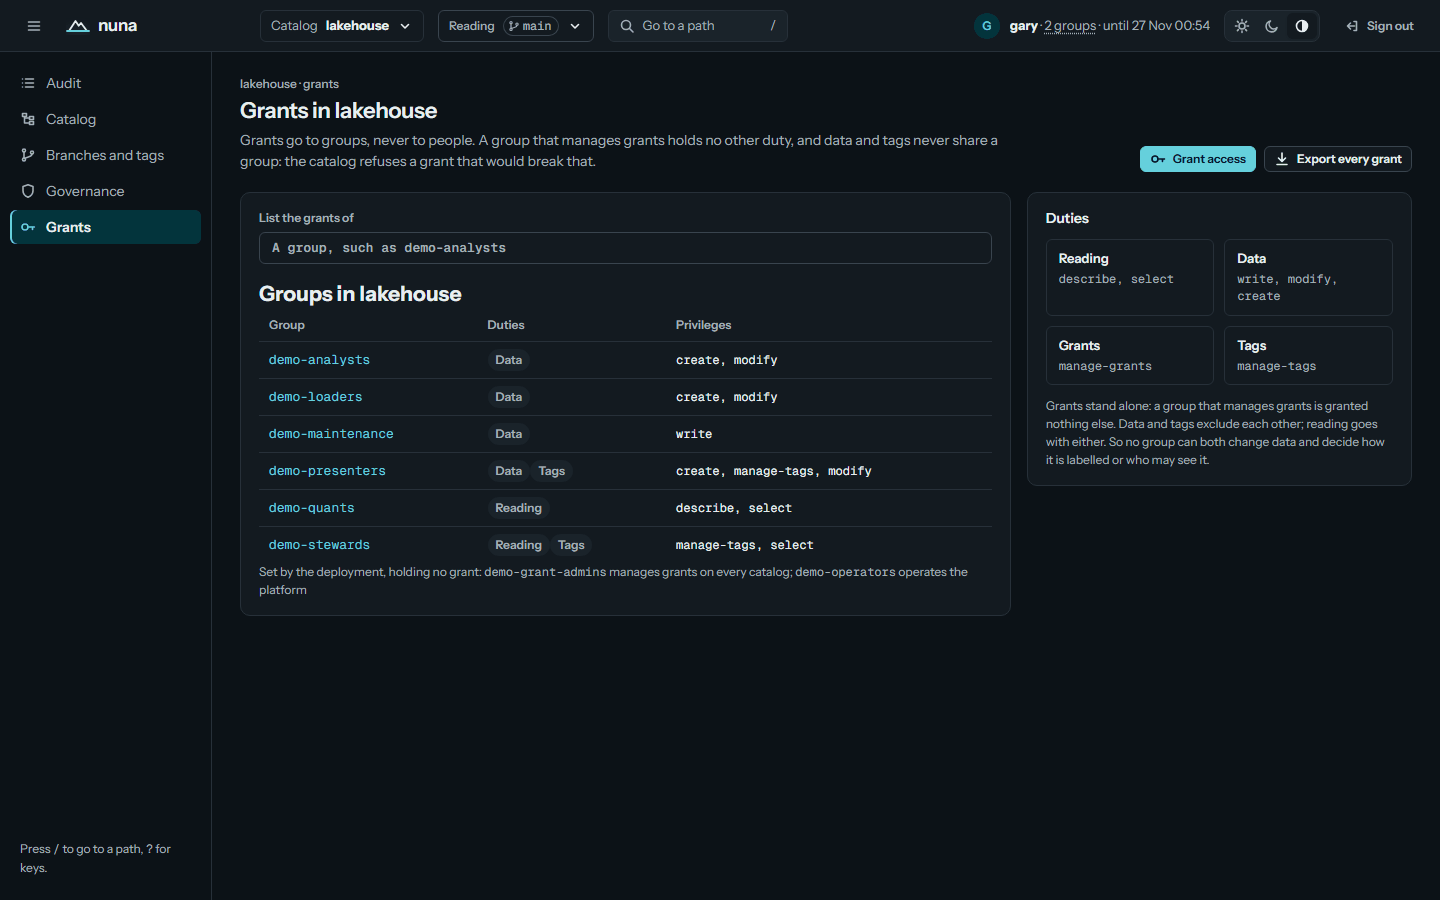 nuna
Catalog lakehouse
Reading main
Go to a path /
G gary · 2 groups · until 27 Nov 00:54
Sign out
Audit
Catalog
Branches and tags
Governance
Grants
Press / to go to a path, ? for
keys.
lakehouse · grants
Grants in lakehouse
Grants go to groups, never to people. A group that manages grants holds no other duty, and data and tags never share a
group: the catalog refuses a grant that would break that.
Grant access
Export every grant
List the grants of
A group, such as demo-analysts
Groups in lakehouse
Group Duties Privileges
demo-analysts Data create, modify
demo-loaders Data create, modify
demo-maintenance Data write
demo-presenters Data Tags create, manage-tags, modify
demo-quants Reading describe, select
demo-stewards Reading Tags manage-tags, select
Set by the deployment, holding no grant: demo-grant-admins manages grants on every catalog; demo-operators operates the
platform
Duties
Reading
describe, select
Data
write, modify,
create
Grants
manage-grants
Tags
manage-tags
Grants stand alone: a group that manages grants is granted
nothing else. Data and tags exclude each other; reading goes
with either. So no group can both change data and decide how
it is labelled or who may see it.